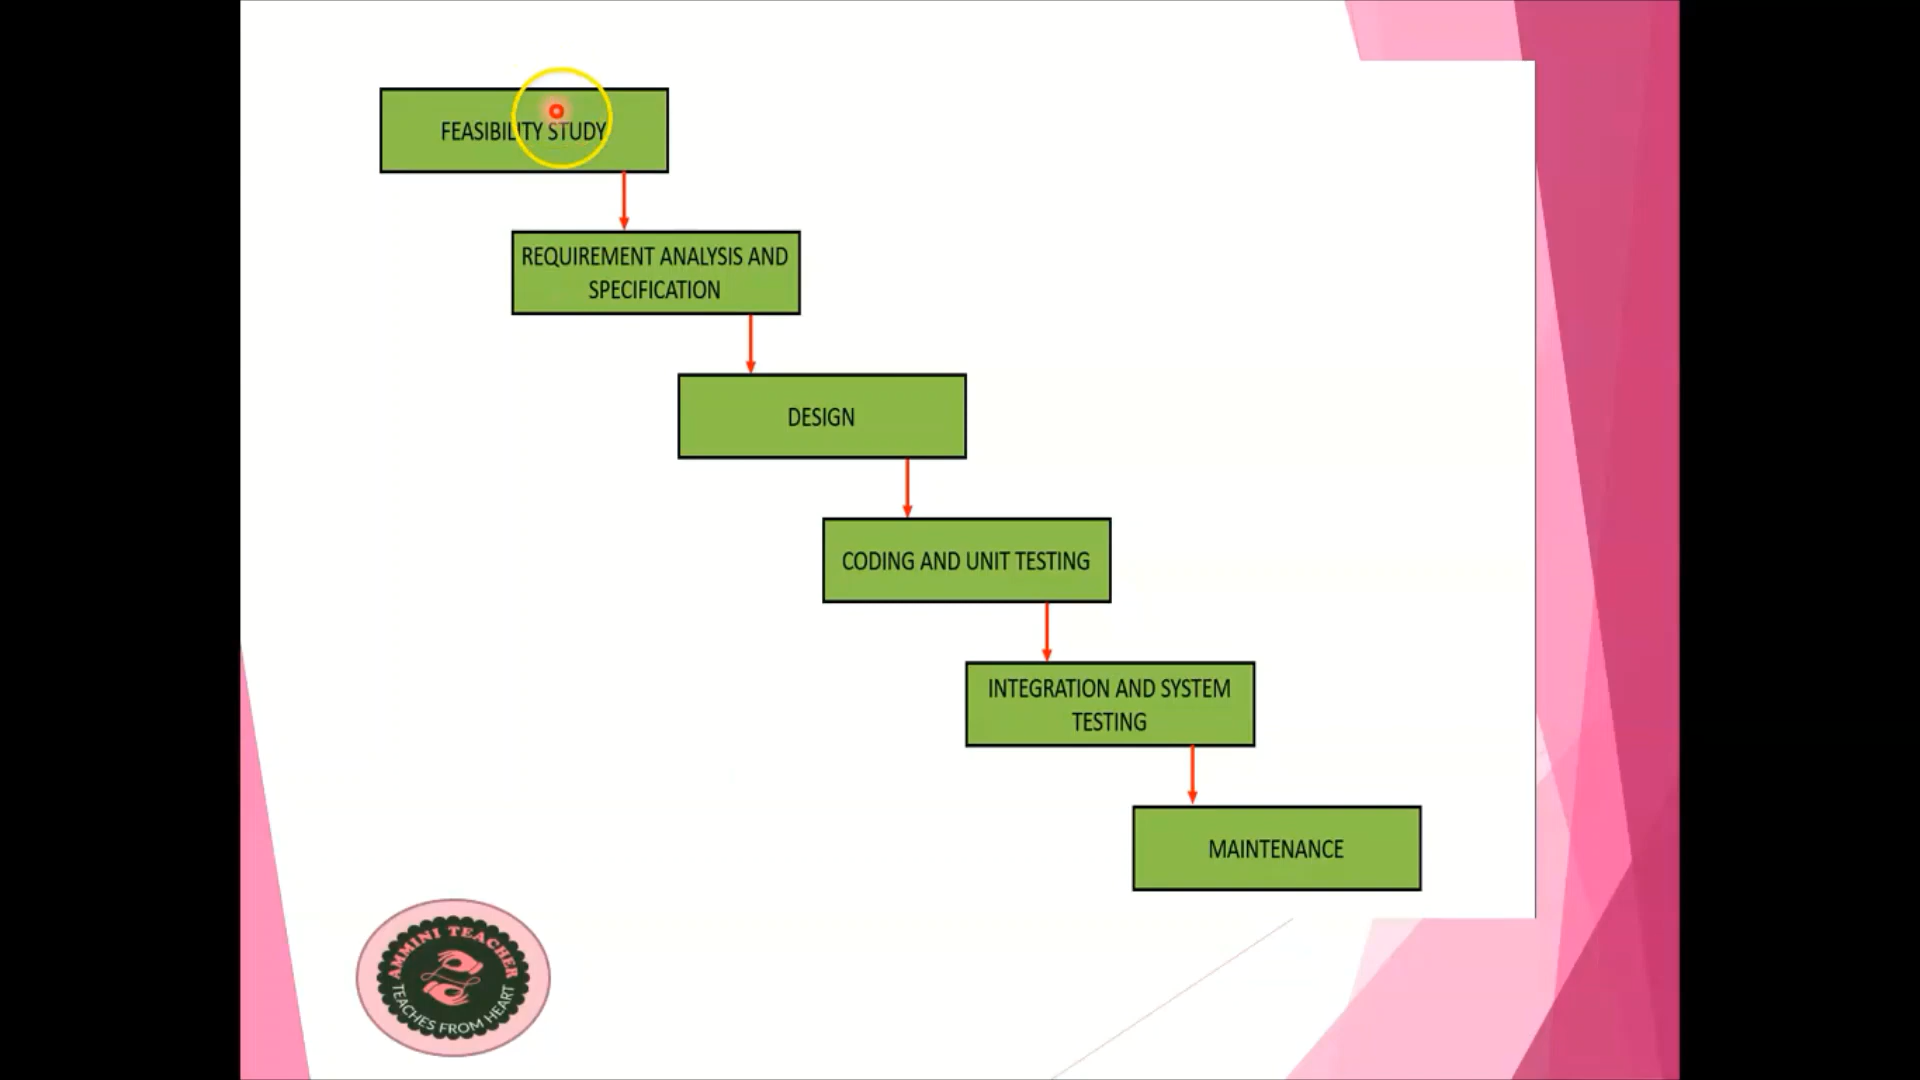 FEASIBILITY STUDY
REQUIREMENT ANALYSIS AND
SPECIFICATION
DESIGN
CODING AND UNIT TESTING
INTEGRATION AND SYSTEM
TESTING
MAINTENANCE
AMMINI TEACHER
TEACHES FROM HEART